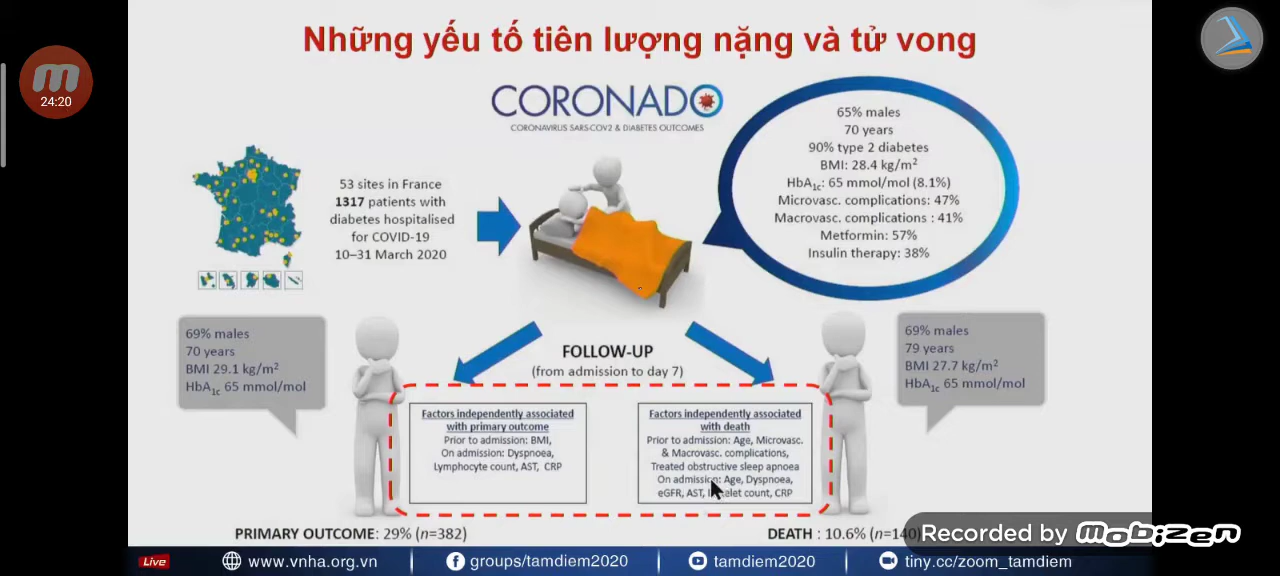 Những yếu tố tiên lượng nặng và tử vong
24:20
CORONADO
CORONAVIRUS SARS-COV2 & DIABETES OUTCOMES
65% males
70 years
90% type 2 diabetes
BMI: 28.4 kg/m²
HbA1c: 65 mmol/mol (8.1%)
Microvasc. complications: 47%
Macrovasc. complications : 41%
Metformin: 57%
Insulin therapy: 38%
53 sites in France
1317 patients with
diabetes hospitalised
for COVID-19
10–31 March 2020
69% males
70 years
BMI 29.1 kg/m²
HbA1c 65 mmol/mol
FOLLOW-UP
(from admission to day 7)
69% males
79 years
BMI 27.7 kg/m²
HbA1c 65 mmol/mol
Factors independently associated
with primary outcome
Prior to admission: BMI,
On admission: Dyspnoea,
Lymphocyte count, AST, CRP
Factors independently associated
with death
Prior to admission: Age, Microvasc.
& Macrovasc. complications,
Treated obstructive sleep apnoea
On admission: Age, Dyspnoea,
eGFR, AST, count, CRP
PRIMARY OUTCOME: 29% (n=382)
DEATH : 10.6% (n=140)
Recorded by mobizen
Live
www.vnha.org.vn
groups/tamdiem2020
tamdiem2020
tiny.cc/zoom_tamdiem